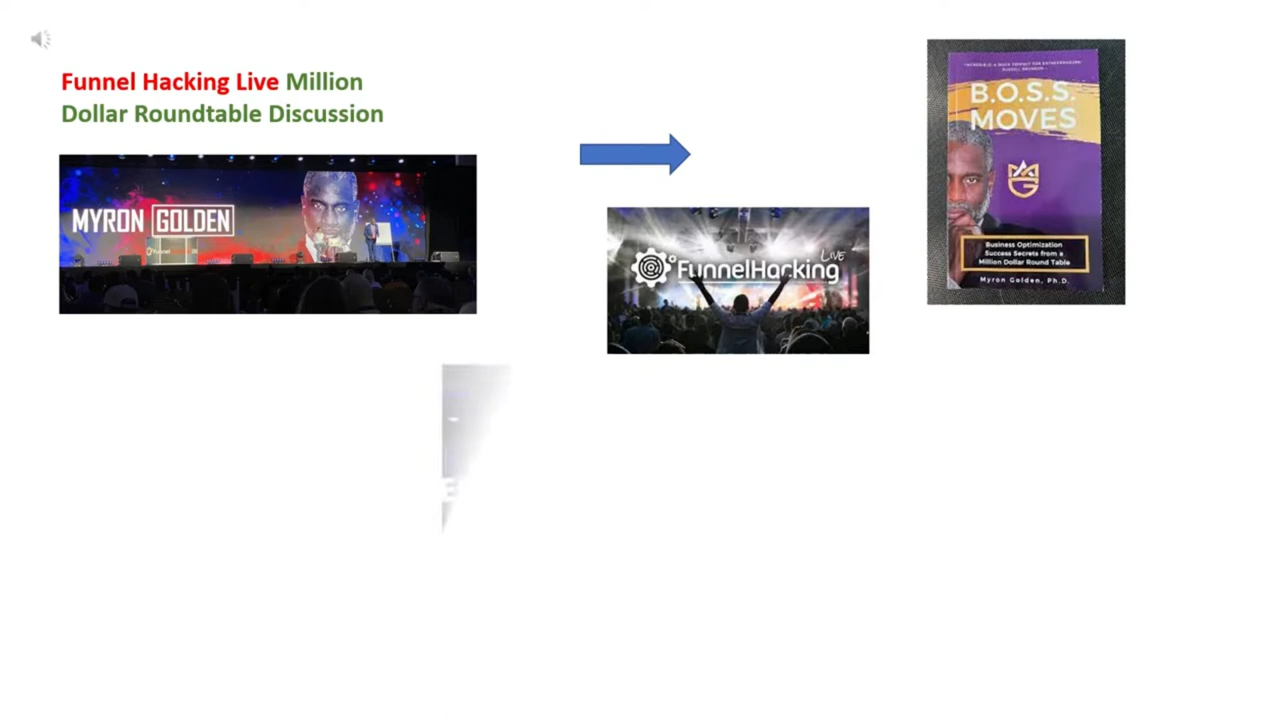 Funnel Hacking Live Million
Dollar Roundtable Discussion
MYRON GOLDEN
FunnelHacking LIVE
B.O.S.S.
MOVES
Business Optimization
Success Secrets from a
Million Dollar Round Table
Myron Golden, Ph.D.